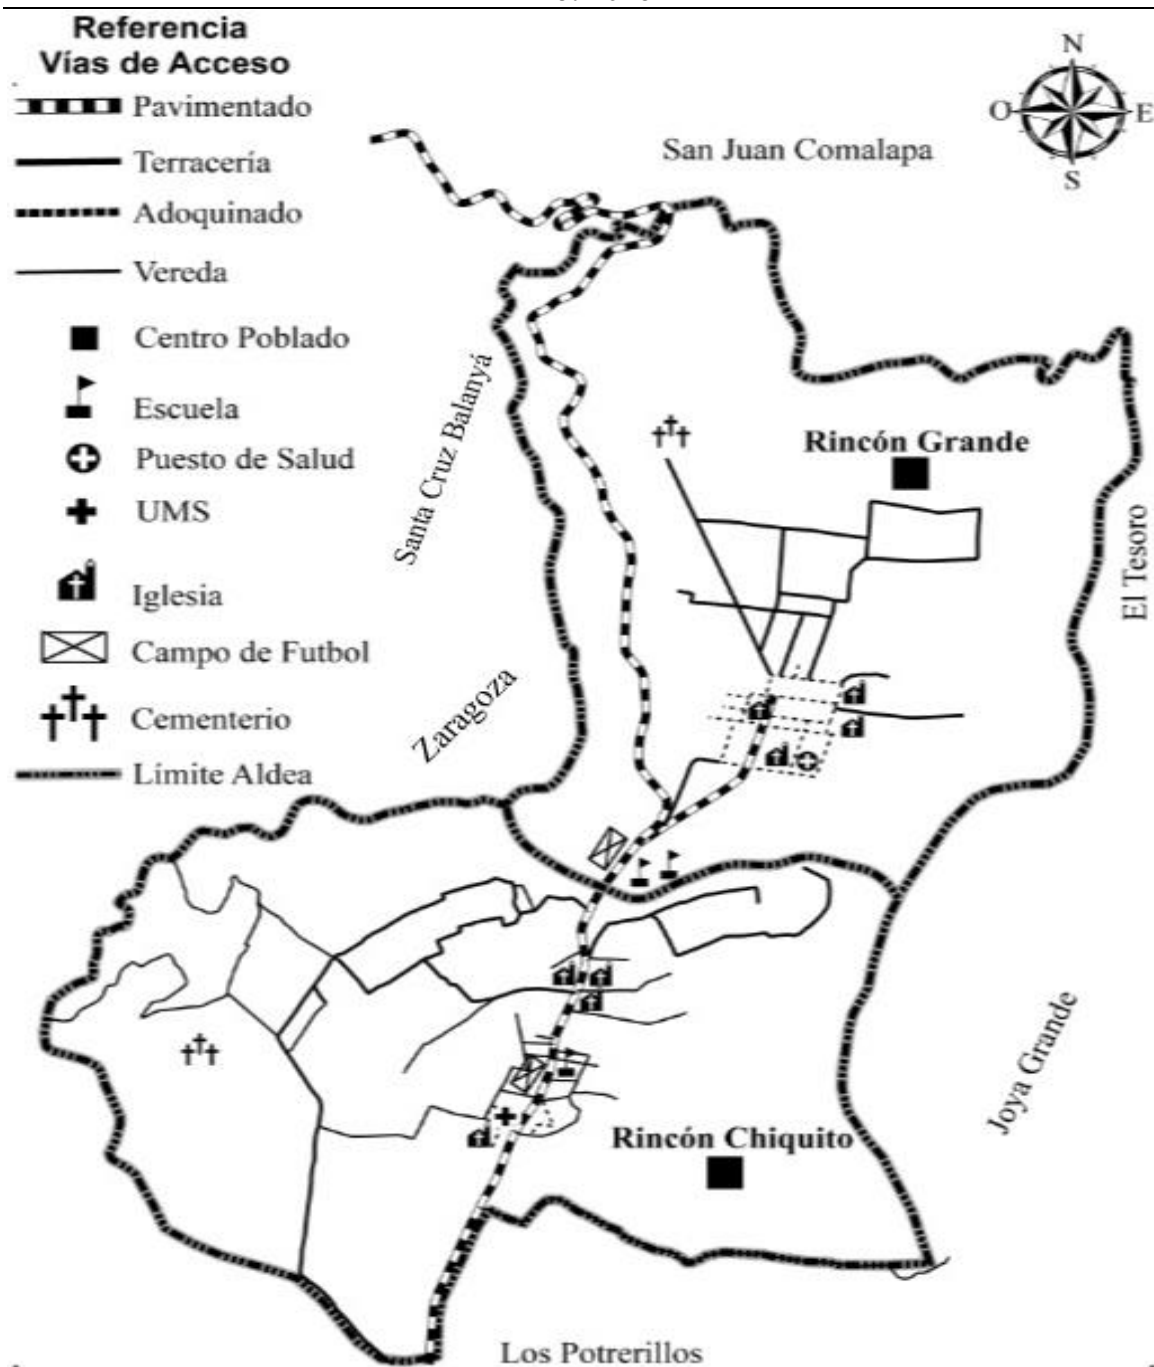 Referencia
Vías de Acceso
Pavimentado
Terracería
Adoquinado
Vereda
Centro Poblado
Escuela
Puesto de Salud
UMS
Iglesia
Campo de Futbol
Cementerio
Límite Aldea
N
O
E
S
San Juan Comalapa
Santa Cruz Balanyá
Rincón Grande
El Tesoro
Zaragoza
Joya Grande
Rincón Chiquito
Los Potrerillos